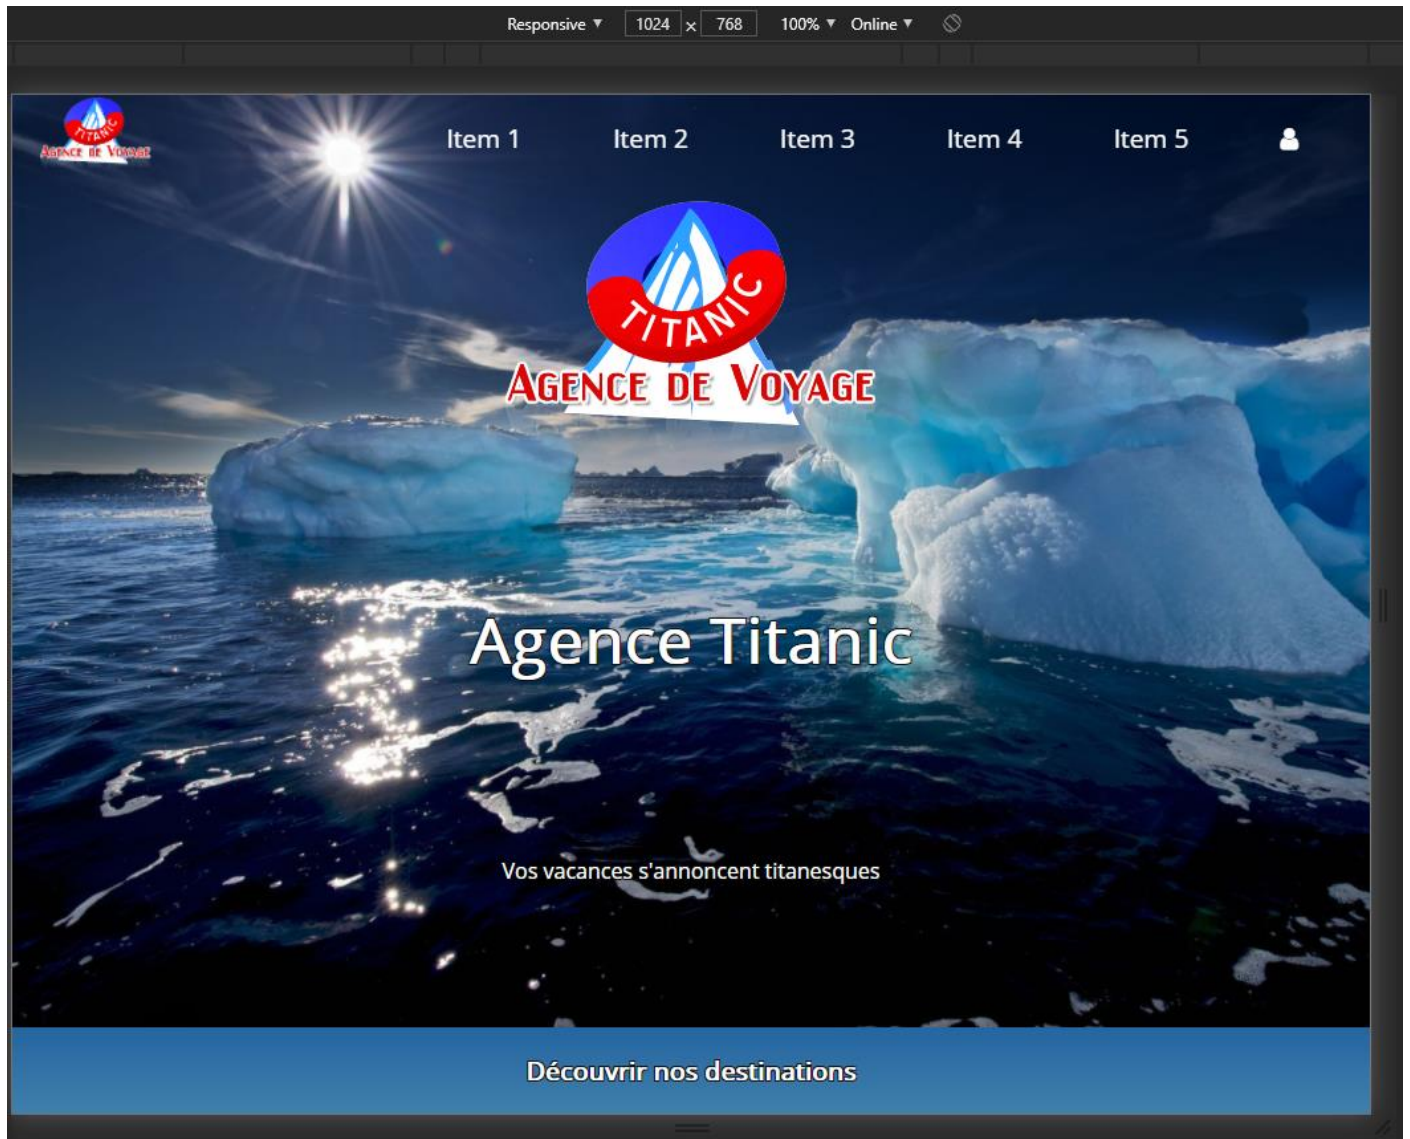 Responsive ▼ 1024 x 768 100% ▼ Online ▼
TITANIC
AGENCE DE VOYAGE
Item 1 Item 2 Item 3 Item 4 Item 5
TITANIC
AGENCE DE VOYAGE
Agence Titanic
Vos vacances s'annoncent titanesques
Découvrir nos destinations